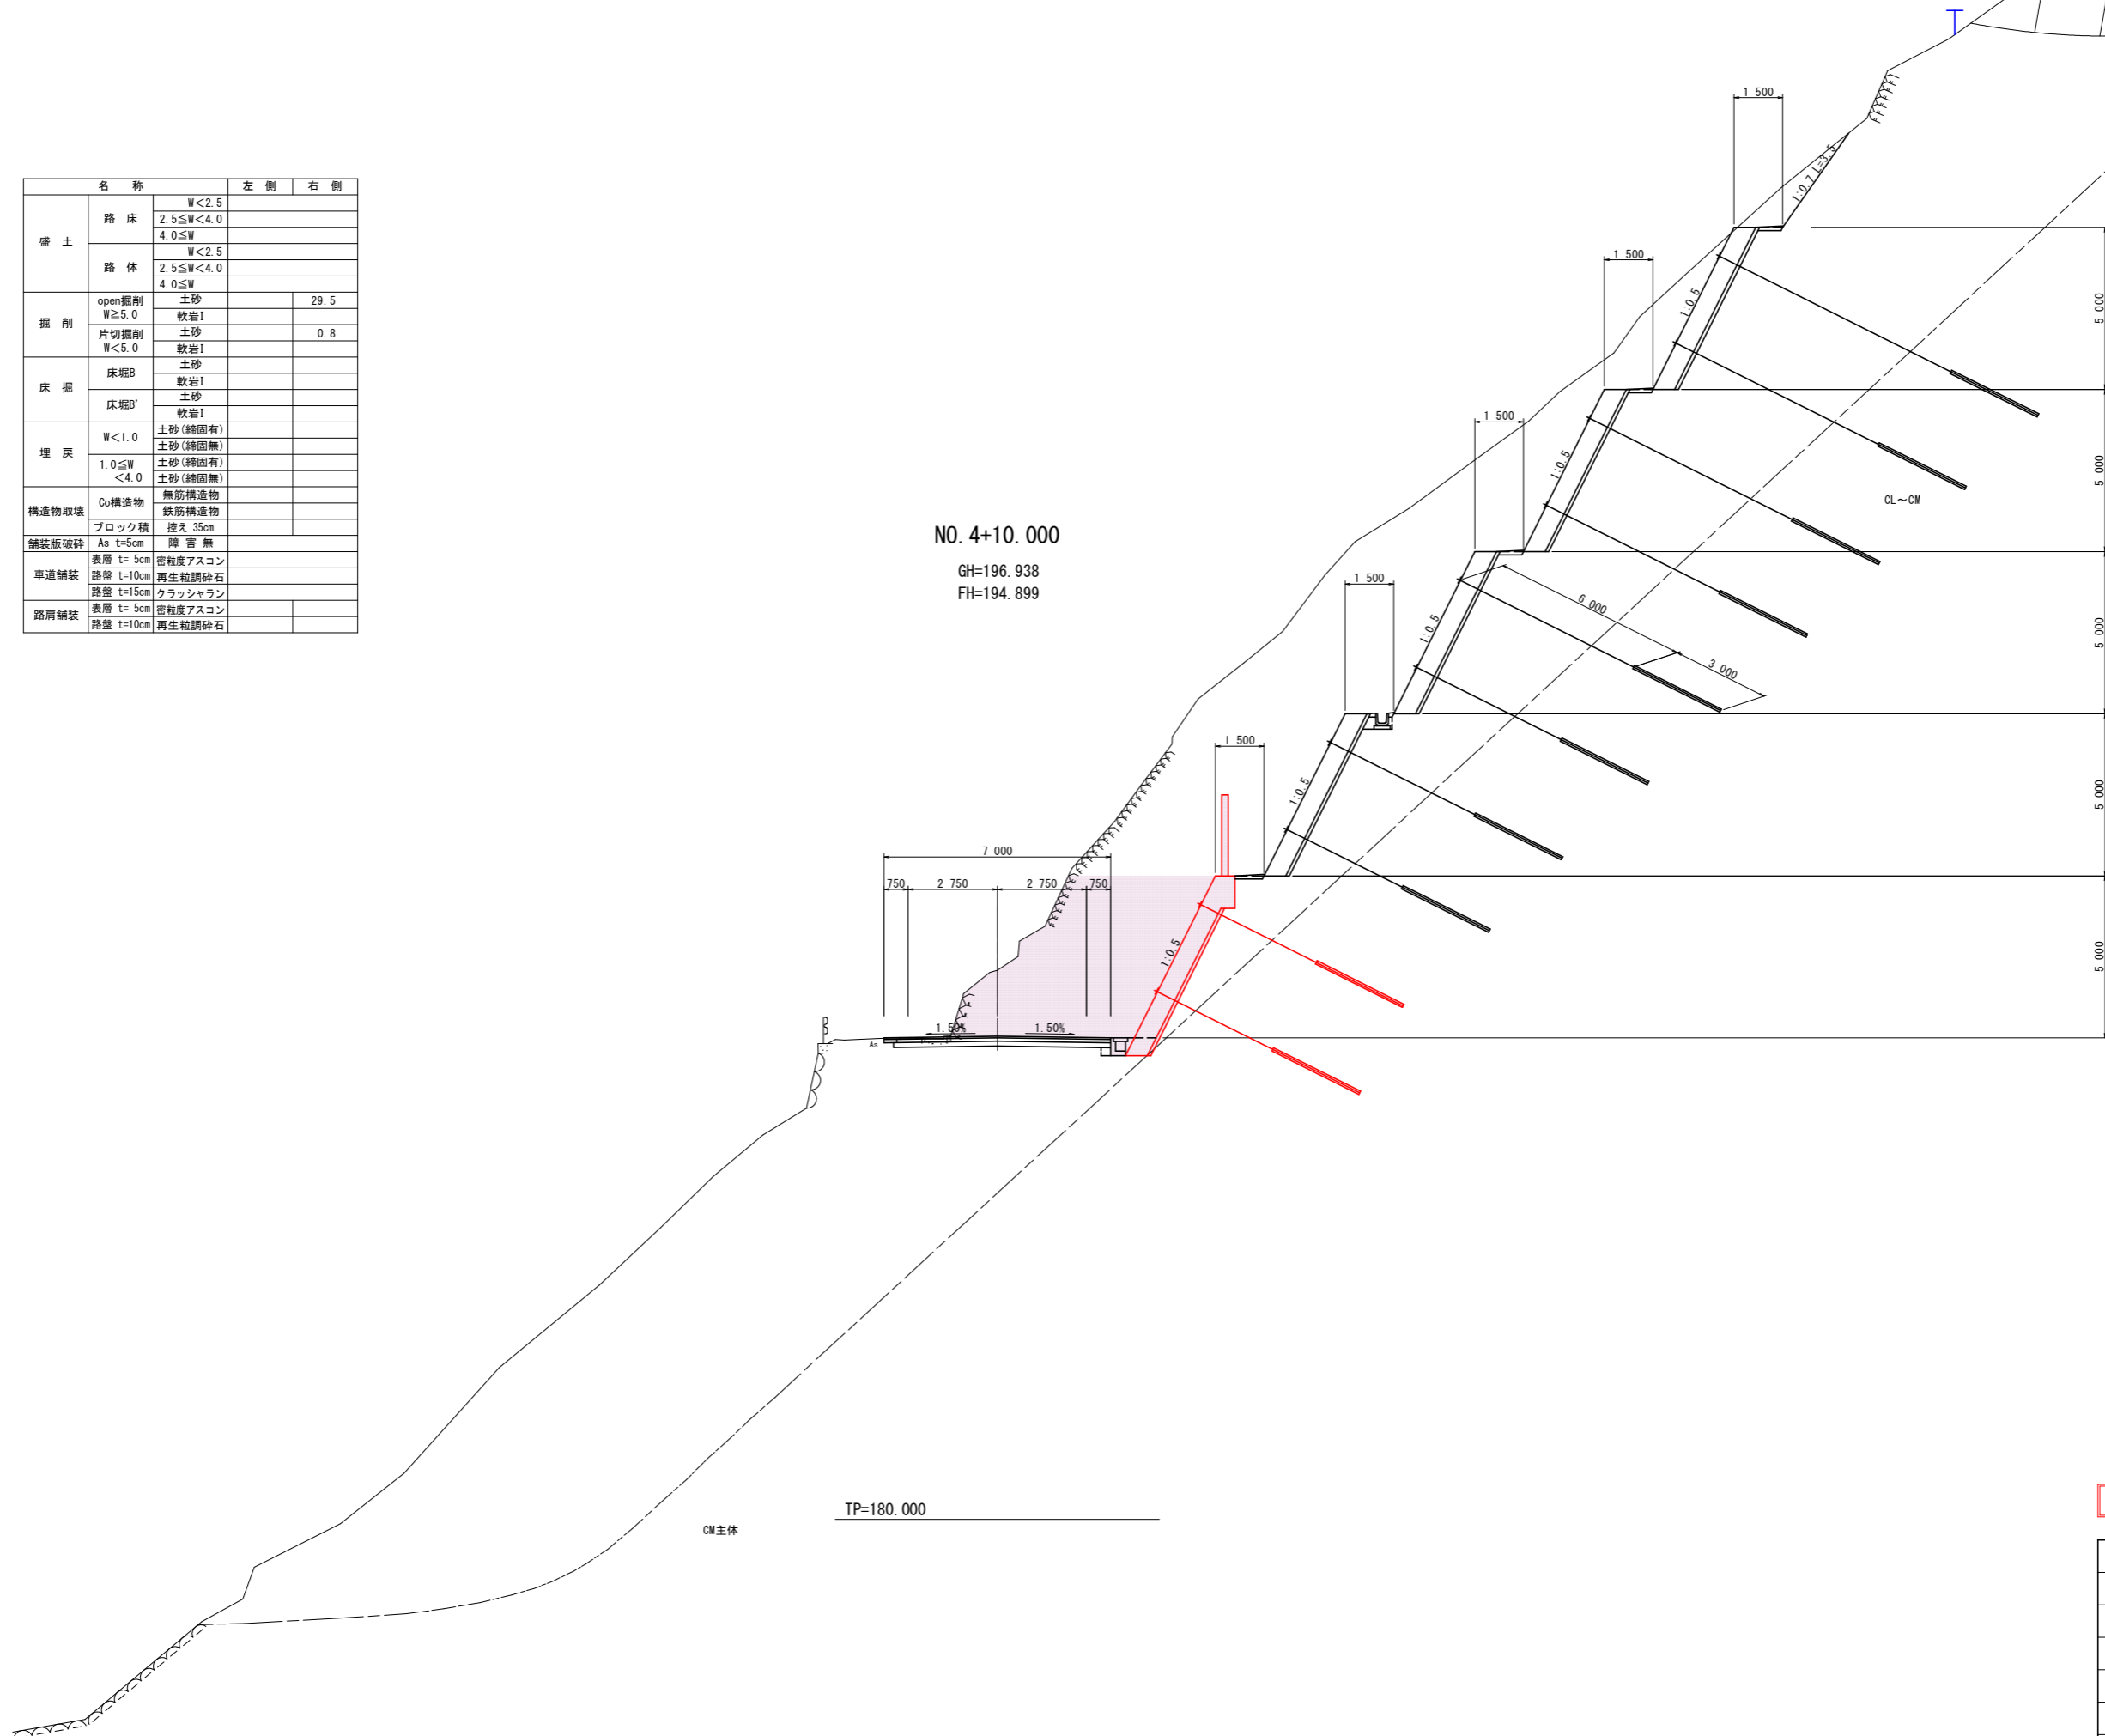 名 称 左 側 右 側
盛 土 路 床 W<2.5
2.5≦W<4.0
4.0≦W
路 体 W<2.5
2.5≦W<4.0
4.0≦W
掘 削 open掘削 W≧5.0 土砂 29.5
軟岩I
片切掘削 W<5.0 土砂 0.8
軟岩I
床 掘 床堀B 土砂
軟岩I
床堀B' 土砂
軟岩I
埋 戻 W<1.0 土砂(締固有)
土砂(締固無)
1.0≦W <4.0 土砂(締固有)
土砂(締固無)
構造物取壊 Co構造物 無筋構造物
鉄筋構造物
ブロック積 控え 35cm
舗装版破砕 As t=5cm 障 害 無
車道舗装 表層 t= 5cm 密粒度アスコン
路盤 t=10cm 再生粒調砕石
路盤 t=15cm クラッシャラン
路肩舗装 表層 t= 5cm 密粒度アスコン
路盤 t=10cm 再生粒調砕石
NO.4+10.000
GH=196.938
FH=194.899
1 500
1:0.7 L=3.5
1 500
1:0.5
5 000
1 500
1:0.5
5 000
CL～CM
1 500
1:0.5
6 000
3 000
5 000
1 500
1:0.5
5 000
7 000
750 2 750 2 750 750
1:0.5
5 000
1.50% 1.50%
As
TP=180.000
CM主体